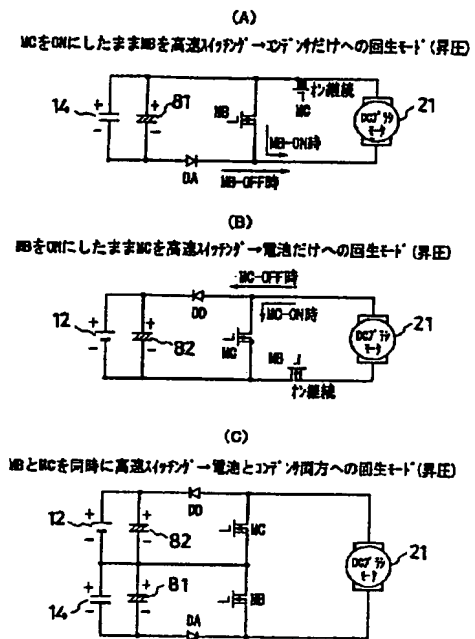 (A)
MCをONにしたままMBを高速スイッチング→コンデンサだけへの回生モード(昇圧)
14
+
-
+
-
81
MB
オン継続
MC
MB-ON時
DA
MB-OFF時
DCブラシ
モータ
21
(B)
MBをONにしたままMCを高速スイッチング→電池だけへの回生モード(昇圧)
MC-OFF時
DD
MC-ON時
12
+
-
+
-
82
MC
MB
オン継続
DCブラシ
モータ
21
(C)
MBとMCを同時に高速スイッチング→電池とコンデンサ両方への回生モード(昇圧)
DD
12
+
-
+
-
82
MC
14
+
-
+
-
81
MB
DA
DCブラシ
モータ
21